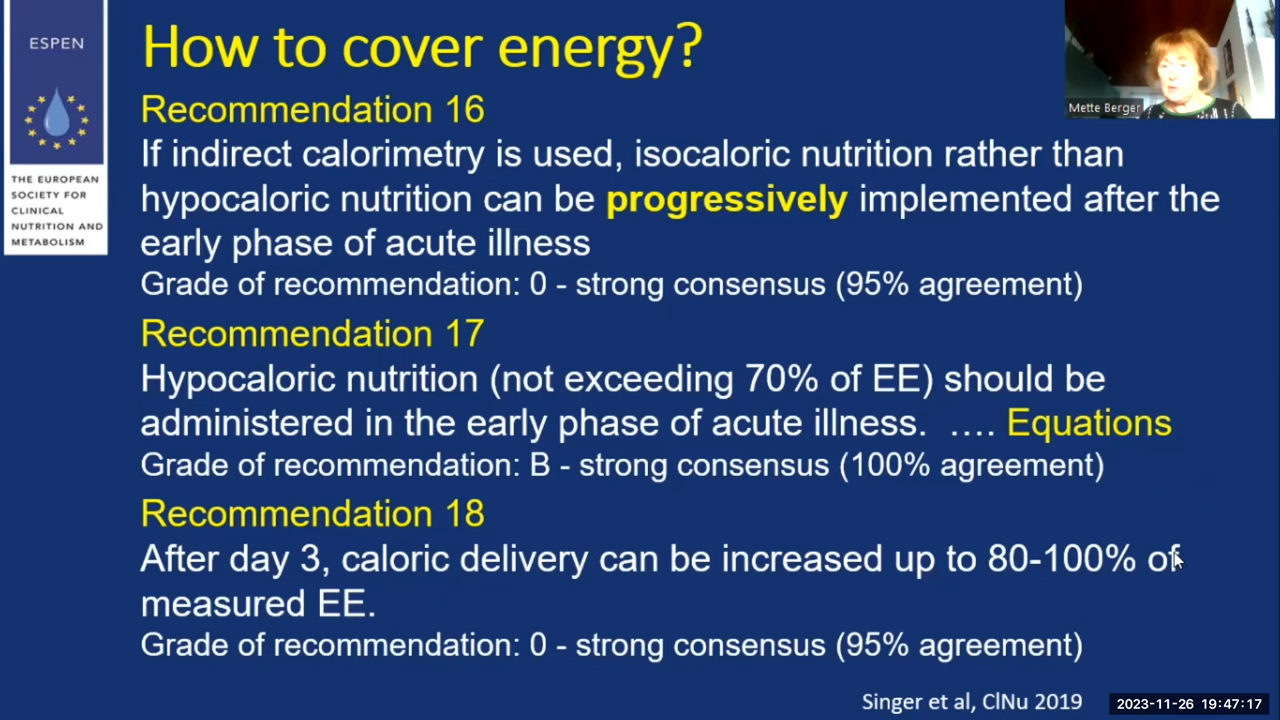 ESPEN
THE EUROPEAN
SOCIETY FOR
CLINICAL
NUTRITION AND
METABOLISM
How to cover energy?
Mette Berger
Recommendation 16
If indirect calorimetry is used, isocaloric nutrition rather than
hypocaloric nutrition can be progressively implemented after the
early phase of acute illness
Grade of recommendation: 0 - strong consensus (95% agreement)
Recommendation 17
Hypocaloric nutrition (not exceeding 70% of EE) should be
administered in the early phase of acute illness. .... Equations
Grade of recommendation: B - strong consensus (100% agreement)
Recommendation 18
After day 3, caloric delivery can be increased up to 80-100% of
measured EE.
Grade of recommendation: 0 - strong consensus (95% agreement)
Singer et al, ClNu 2019
2023-11-26 19:47:17